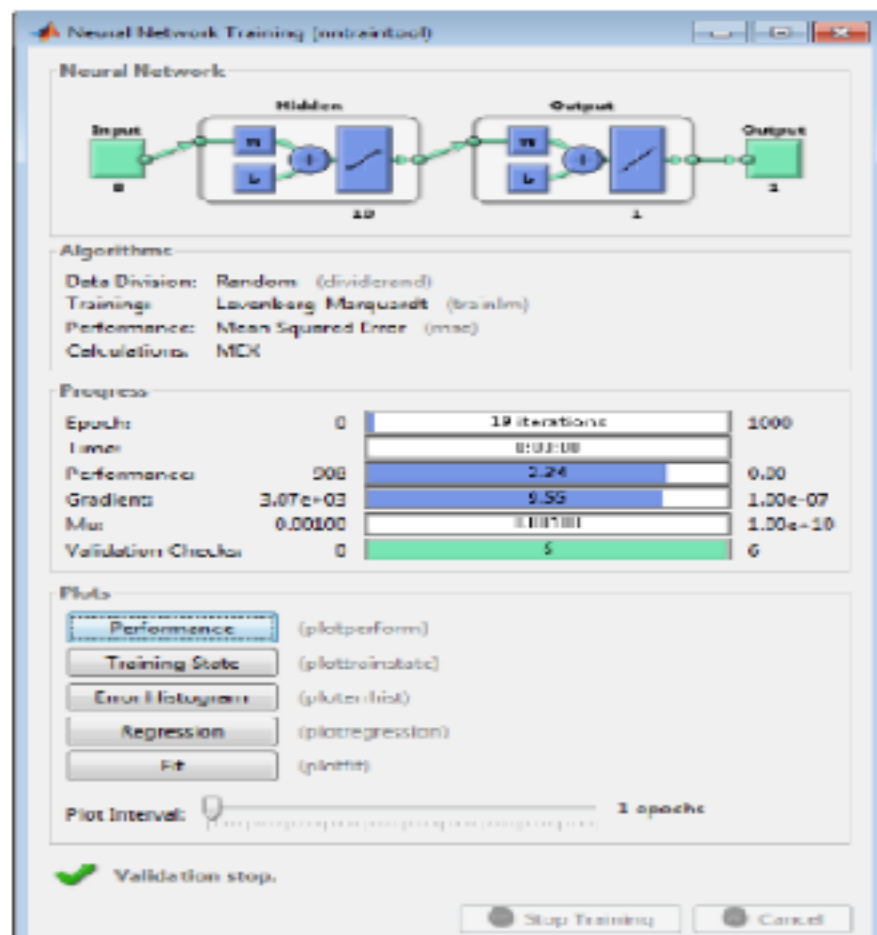 Neural Network Training (nntraintool)
Neural Network
Hidden Output
Input Output
W b + W b +
10 1 1
Algorithms
Data Division: Random (dividerand)
Training: Levenberg-Marquardt (trainlm)
Performance: Mean Squared Error (mse)
Calculations: MEX
Progress
Epoch: 0 19 iterations 1000
Time: 0:00:00
Performance: 0.00
Gradient: 3.07e+03 1.00e-07
Mu: 0.00100 1.00e+10
Validation Checks: 0 6 6
Plots
Performance (plotperform)
Training State (plottrainstate)
Error Histogram (ploterrhist)
Regression (plotregression)
Fit (plotfit)
Plot Interval: 1 epochs
Validation stop.
Stop Training Cancel